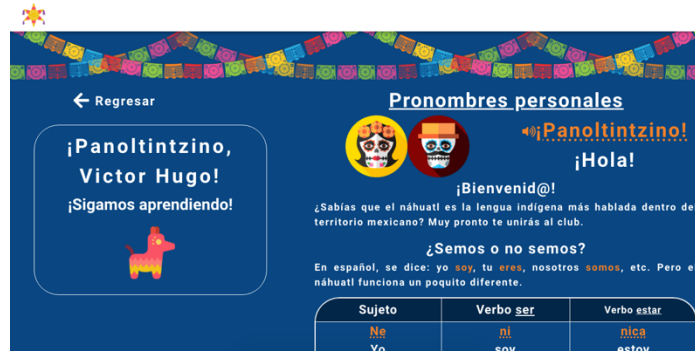 Regresar
¡Panoltintzino,
Victor Hugo!
¡Sigamos aprendiendo!
Pronombres personales
¡Panoltintzino!
¡Hola!
¡Bienvenid@!
¿Sabías que el náhuatl es la lengua indígena más hablada dentro de
territorio mexicano? Muy pronto te unirás al club.
¿Semos o no semos?
En español, se dice: yo soy, tu eres, nosotros somos, etc. Pero e
náhuatl funciona un poquito diferente.
Sujeto Verbo ser Verbo estar
Ne ni nica
Yo soy estoy